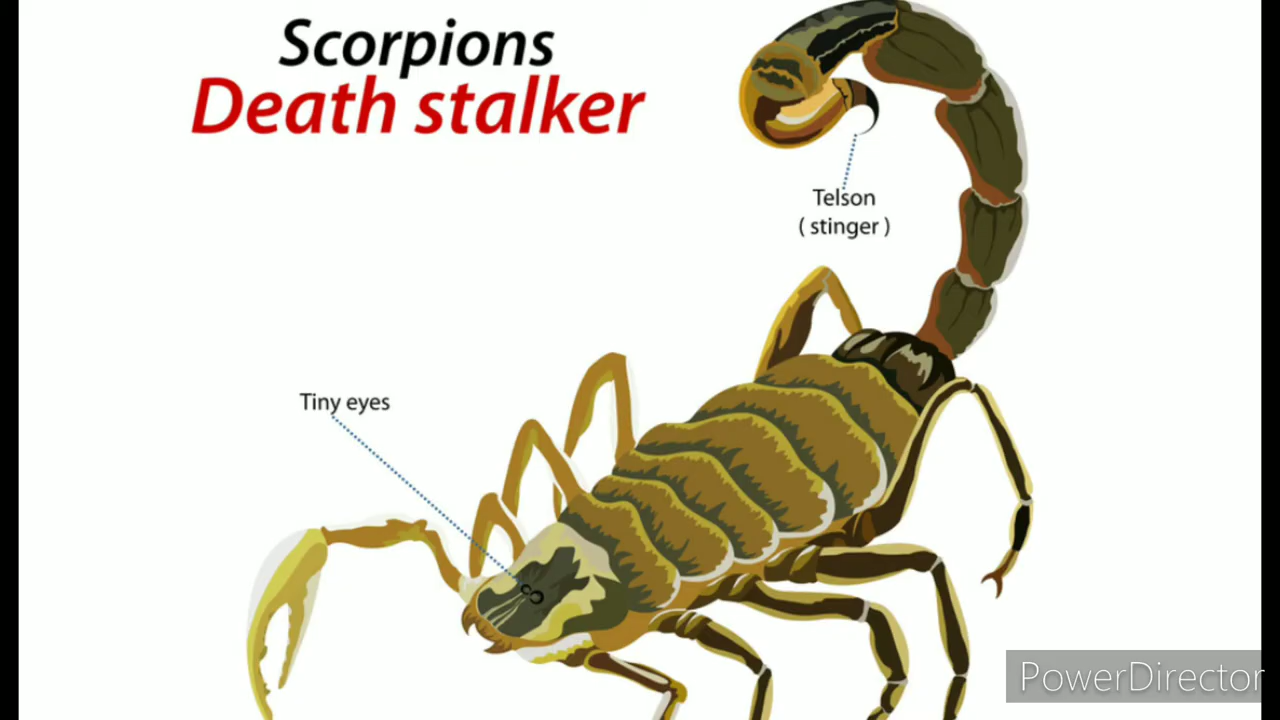 Scorpions
Death stalker
Telson
( stinger )
Tiny eyes
PowerDirector